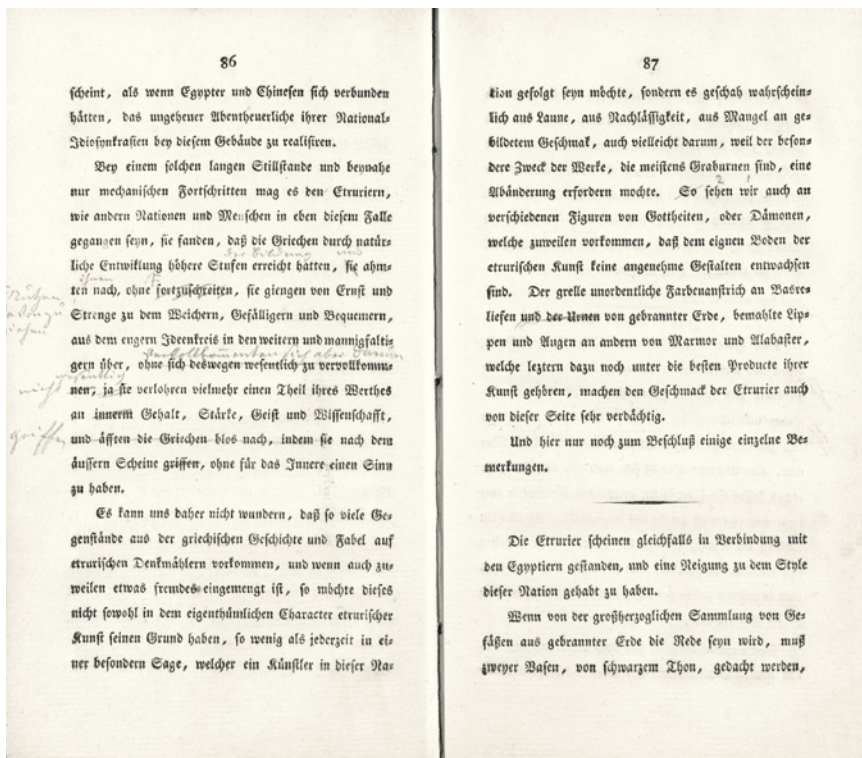 86
scheint, als wenn Egypter und Chinesen sich verbunden
hätten, das ungeheuer Abentheuerliche ihrer National-
Idiosynkrasien bey diesem Gebäude zu realisiren.
Bey einem solchen langen Stillstande und beynahe
nur mechanischen Fortschritten mag es den Etruriern,
wie andern Nationen und Menschen in eben diesem Falle
gegangen seyn, sie fanden, daß die Griechen durch natür-
der Bildung und
liche Entwiklung höhere Stufen erreicht hatten, sie ahm-
ihnen
ten nach, ohne fortzuschreiten, sie giengen von Ernst und
Strenge zu dem Weichern, Gefälligern und Bequemern,
aus dem engern Ideenkreis in den weitern und mannigfalti-
vervollkommenten sich aber darum
gern über, ohne sich deswegen wesentlich zu vervollkomm-
nicht wesentlich
nen, ja sie verlohren vielmehr einen Theil ihres Werthes
an innerm Gehalt, Stärke, Geist und Wissenschafft,
griffen
und äfften die Griechen blos nach, indem sie nach dem
äussern Scheine griffen, ohne für das Innere einen Sinn
zu haben.
Es kann uns daher nicht wundern, daß so viele Ge-
genstände aus der griechischen Geschichte und Fabel auf
etrurischen Denkmählern vorkommen, und wenn auch zu-
weilen etwas fremdes eingemengt ist, so möchte dieses
nicht sowohl in dem eigenthümlichen Character etrurischer
Kunst seinen Grund haben, so wenig als jederzeit in ei-
ner besondern Sage, welcher ein Künstler in dieser Na-
87
tion gefolgt seyn möchte, sondern es geschah wahrschein-
lich aus Laune, aus Nachlässigkeit, aus Mangel an ge-
bildetem Geschmak, auch vielleicht darum, weil der beson-
dere Zweck der Werke, die meistens Graburnen sind, eine
Abänderung erfordern mochte. So sehen wir auch an
verschiedenen Figuren von Gottheiten, oder Dämonen,
welche zuweilen vorkommen, daß dem eignen Boden der
etrurischen Kunst keine angenehme Gestalten entwachsen
sind. Der grelle unordentliche Farbenanstrich an Basre-
liefen und der Urnen von gebrannter Erde, bemahlte Lip-
pen und Augen an andern von Marmor und Alabaster,
welche leztern dazu noch unter die besten Producte ihrer
Kunst gehören, machen den Geschmack der Etrurier auch
von dieser Seite sehr verdächtig.
Und hier nur noch zum Beschluß einige einzelne Be-
merkungen.
Die Etrurier scheinen gleichfalls in Verbindung mit
den Egyptiern gestanden, und eine Neigung zu dem Style
dieser Nation gehabt zu haben.
Wenn von der großherzoglichen Sammlung von Ge-
fäßen aus gebrannter Erde die Rede seyn wird, muß
zweyer Vasen, von schwarzem Thon, gedacht werden,